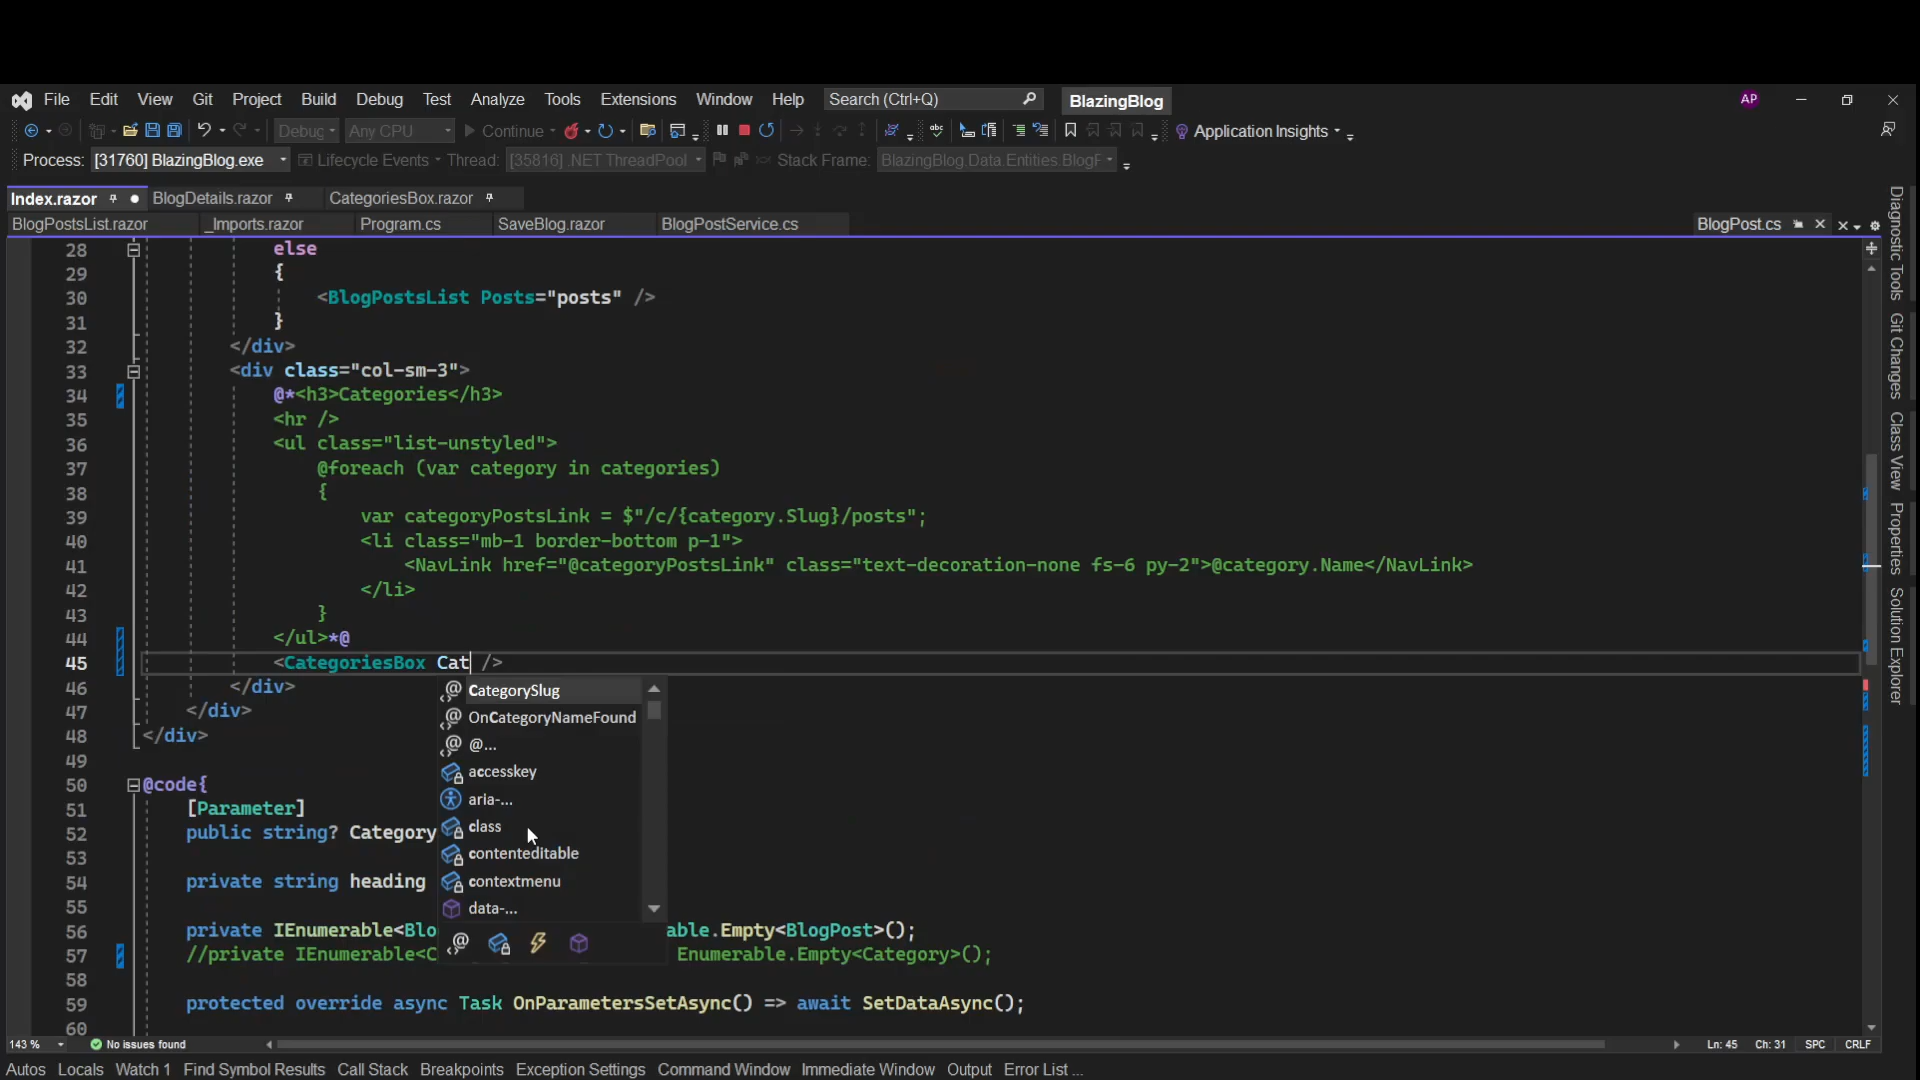 File Edit View Git Project Build Debug Test Analyze Tools Extensions Window Help Search (Ctrl+Q) BlazingBlog AP
Debug Any CPU Continue Application Insights
Process: [31760] BlazingBlog.exe Lifecycle Events Thread: [35816] .NET ThreadPool Stack Frame: BlazingBlog.Data.Entities.BlogF
Index.razor BlogDetails.razor CategoriesBox.razor
BlogPostsList.razor _Imports.razor Program.cs SaveBlog.razor BlogPostService.cs BlogPost.cs
28 else
29 {
30 <BlogPostsList Posts="posts" />
31 }
32 </div>
33 <div class="col-sm-3">
34 @*<h3>Categories</h3>
35 <hr />
36 <ul class="list-unstyled">
37 @foreach (var category in categories)
38 {
39 var categoryPostsLink = $"/c/{category.Slug}/posts";
40 <li class="mb-1 border-bottom p-1">
41 <NavLink href="@categoryPostsLink" class="text-decoration-none fs-6 py-2">@category.Name</NavLink>
42 </li>
43 }
44 </ul>*@
45 <CategoriesBox Cat />
46 </div>
47 </div>
48 </div>
49
50 @code{
51 [Parameter]
52 public string? Category
53
54 private string heading
55
56 private IEnumerable<Blo able.Empty<BlogPost>();
57 //private IEnumerable<C Enumerable.Empty<Category>();
58
59 protected override async Task OnParametersSetAsync() => await SetDataAsync();
60
CategorySlug
OnCategoryNameFound
@...
accesskey
aria-...
class
contenteditable
contextmenu
data-...
Diagnostic Tools
Git Changes
Class View
Properties
Solution Explorer
143 % No issues found Ln: 45 Ch: 31 SPC CRLF
Autos Locals Watch 1 Find Symbol Results Call Stack Breakpoints Exception Settings Command Window Immediate Window Output Error List ...